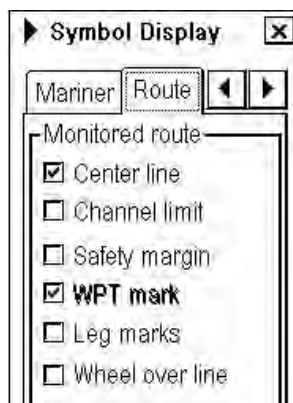 Symbol Display
Mariner Route
Monitored route
Center line
Channel limit
Safety margin
WPT mark
Leg marks
Wheel over line